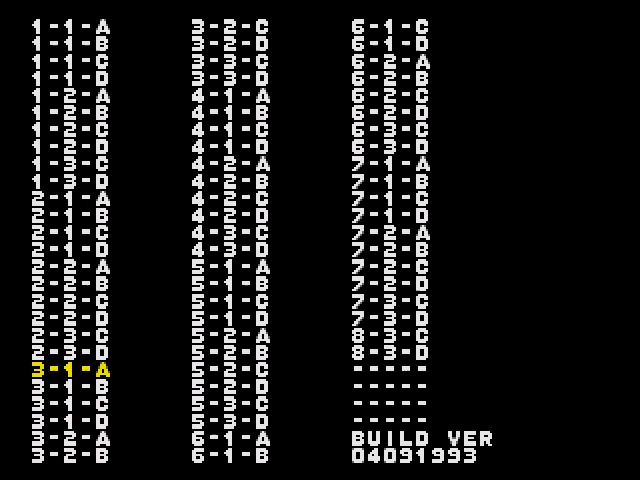 1-1-A
1-1-B
1-1-C
1-1-D
1-2-A
1-2-B
1-2-C
1-2-D
1-3-C
1-3-D
2-1-A
2-1-B
2-1-C
2-1-D
2-2-A
2-2-B
2-2-C
2-2-D
2-3-C
2-3-D
3-1-A
3-1-B
3-1-C
3-1-D
3-2-A
3-2-B
3-2-C
3-2-D
3-3-C
3-3-D
4-1-A
4-1-B
4-1-C
4-1-D
4-2-A
4-2-B
4-2-C
4-2-D
4-3-C
4-3-D
5-1-A
5-1-B
5-1-C
5-1-D
5-2-A
5-2-B
5-2-C
5-2-D
5-3-C
5-3-D
6-1-A
6-1-B
6-1-C
6-1-D
6-2-A
6-2-B
6-2-C
6-2-D
6-3-C
6-3-D
7-1-A
7-1-B
7-1-C
7-1-D
7-2-A
7-2-B
7-2-C
7-2-D
7-3-C
7-3-D
8-3-C
8-3-D
-----
-----
-----
-----
BUILD VER
04091993